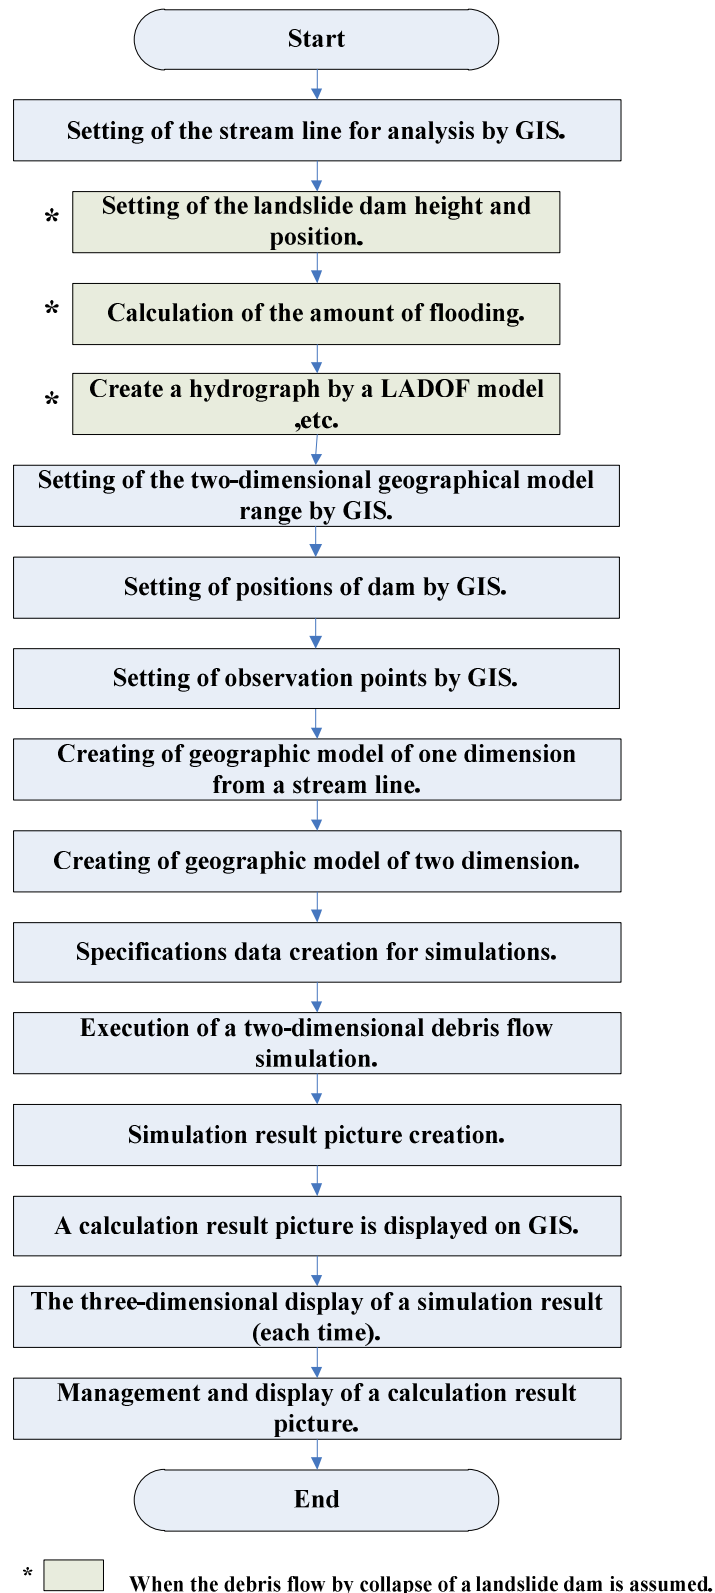 Start
Setting of the stream line for analysis by GIS.
*
Setting of the landslide dam height and
position.
*
Calculation of the amount of flooding.
*
Create a hydrograph by a LADOF model
,etc.
Setting of the two-dimensional geographical model
range by GIS.
Setting of positions of dam by GIS.
Setting of observation points by GIS.
Creating of geographic model of one dimension
from a stream line.
Creating of geographic model of two dimension.
Specifications data creation for simulations.
Execution of a two-dimensional debris flow
simulation.
Simulation result picture creation.
A calculation result picture is displayed on GIS.
The three-dimensional display of a simulation result
(each time).
Management and display of a calculation result
picture.
End
* When the debris flow by collapse of a landslide dam is assumed.